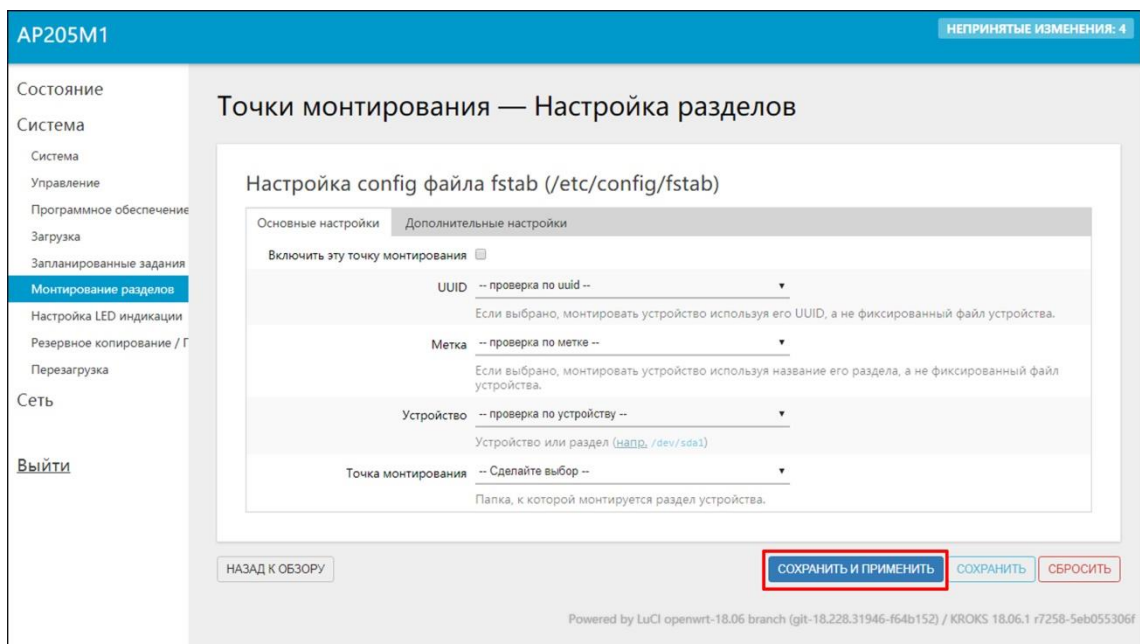 AP205M1
НЕПРИНЯТЫЕ ИЗМЕНЕНИЯ: 4
Состояние
Система
Система
Управление
Программное обеспечение
Загрузка
Запланированные задания
Монтирование разделов
Настройка LED индикации
Резервное копирование / П
Перезагрузка
Сеть
Выйти
Точки монтирования — Настройка разделов
Настройка config файла fstab (/etc/config/fstab)
Основные настройки Дополнительные настройки
Включить эту точку монтирования
UUID -- проверка по uuid --
Если выбрано, монтировать устройство используя его UUID, а не фиксированный файл устройства.
Метка -- проверка по метке --
Если выбрано, монтировать устройство используя название его раздела, а не фиксированный файл
устройства.
Устройство -- проверка по устройству --
Устройство или раздел (напр. /dev/sda1)
Точка монтирования -- Сделайте выбор --
Папка, к которой монтируется раздел устройства.
НАЗАД К ОБЗОРУ СОХРАНИТЬ И ПРИМЕНИТЬ СОХРАНИТЬ СБРОСИТЬ
Powered by LuCI openwrt-18.06 branch (git-18.228.31946-f64b152) / KROKS 18.06.1 r7258-5eb055306f